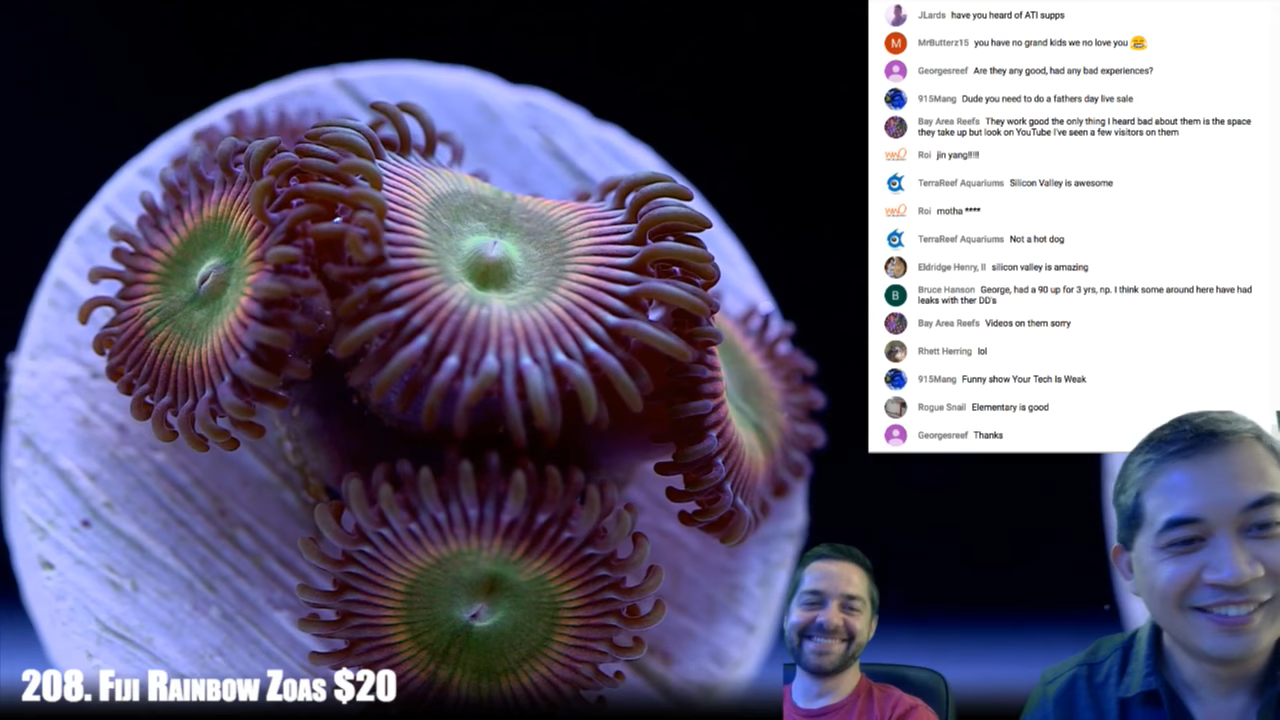 JLards have you heard of ATI supps
M MrButterz15 you have no grand kids we no love you 😂
Georgesreef Are they any good, had any bad experiences?
915Mang Dude you need to do a fathers day live sale
Bay Area Reefs They work good the only thing I heard bad about them is the space
they take up but look on YouTube I've seen a few visitors on them
Roi jin yang!!!!!
TerraReef Aquariums Silicon Valley is awesome
Roi motha ****
TerraReef Aquariums Not a hot dog
Eldridge Henry, II silicon valley is amazing
B Bruce Hanson George, had a 90 up for 3 yrs, np. I think some around here have had
leaks with ther DD's
Bay Area Reefs Videos on them sorry
Rhett Herring lol
915Mang Funny show Your Tech Is Weak
Rogue Snail Elementary is good
Georgesreef Thanks
208. Fiji Rainbow Zoas $20